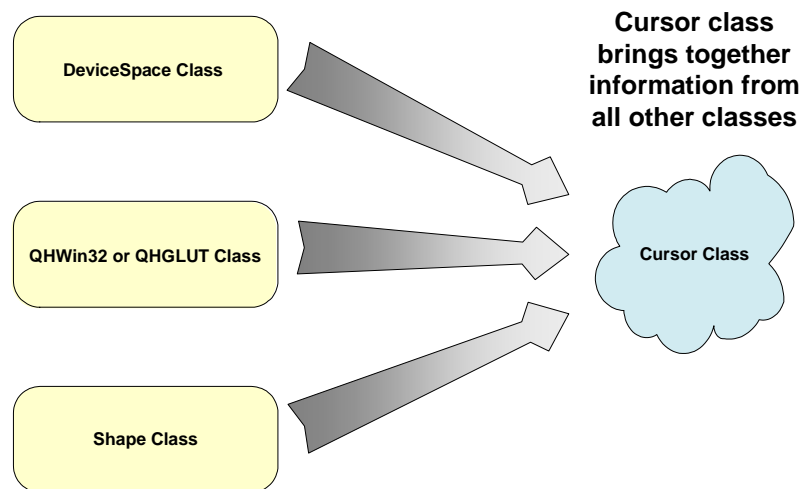 Cursor class
brings together
information from
all other classes
DeviceSpace Class
QHWin32 or QHGLUT Class
Cursor Class
Shape Class